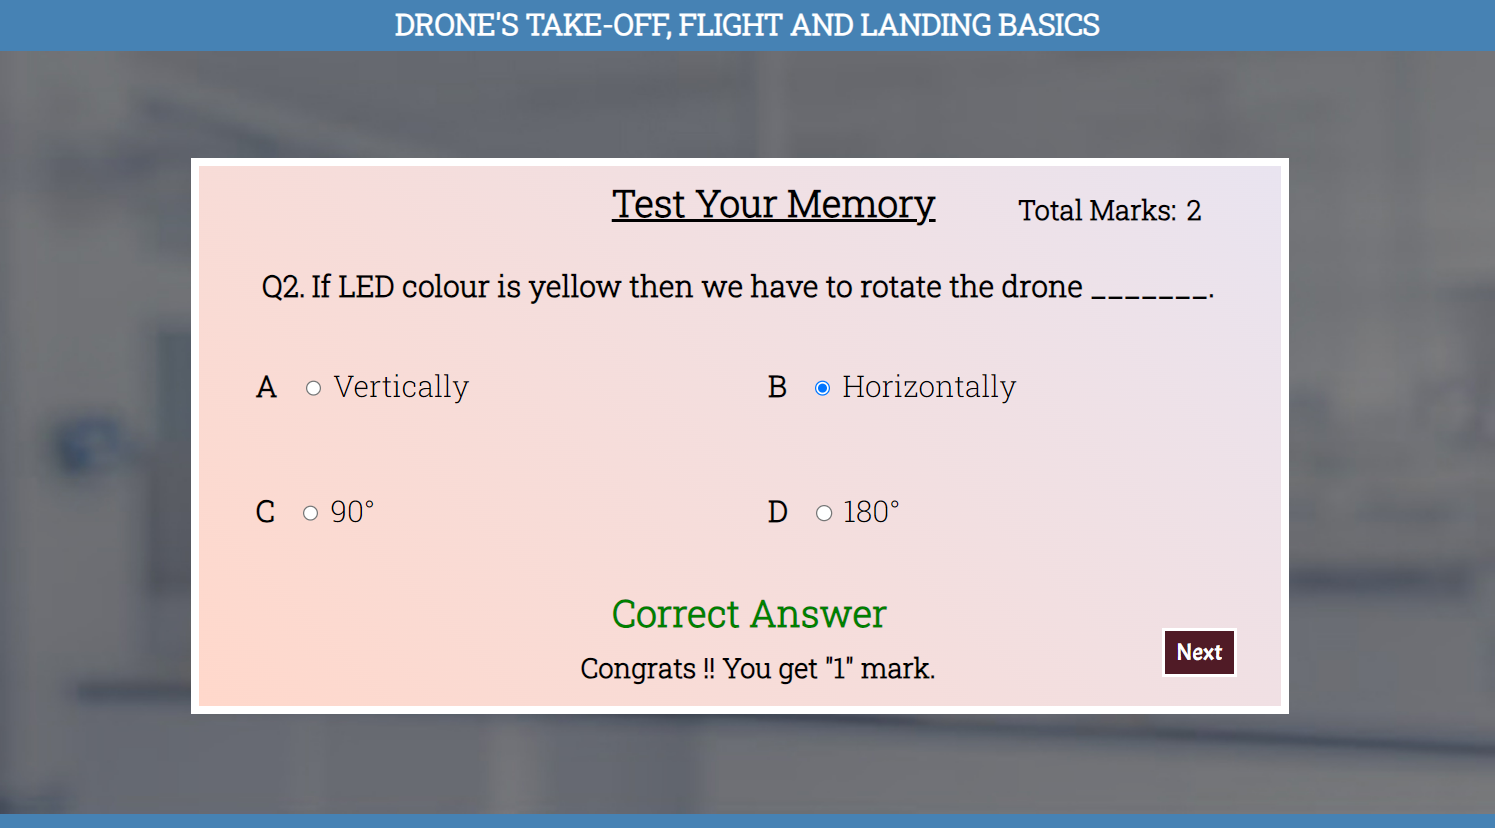 DRONE'S TAKE-OFF, FLIGHT AND LANDING BASICS
Test Your Memory
Total Marks: 2
Q2. If LED colour is yellow then we have to rotate the drone _______.
A Vertically
B Horizontally
C 90°
D 180°
Correct Answer
Congrats !! You get "1" mark.
Next